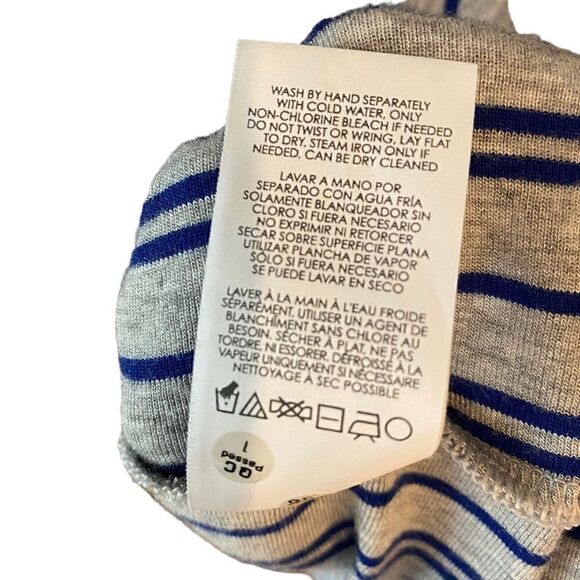 WASH BY HAND SEPARATELY
WITH COLD WATER, ONLY
NON-CHLORINE BLEACH IF NEEDED
DO NOT TWIST OR WRING, LAY FLAT
TO DRY, STEAM IRON ONLY IF
NEEDED, CAN BE DRY CLEANED
LAVAR A MANO POR
SEPARADO CON AGUA FRÍA
SOLAMENTE BLANQUEADOR SIN
CLORO SI FUERA NECESARIO
NO EXPRIMIR NI RETORCER
SECAR SOBRE SUPERFICIE PLANA
UTILIZAR PLANCHA DE VAPOR
SÓLO SI FUERA NECESARIO
SE PUEDE LAVAR EN SECO
LAVER À LA MAIN À L'EAU FROIDE
SÉPARÉMENT. UTILISER UN AGENT DE
BLANCHÎMENT SANS CHLORE AU
BESOIN. SÉCHER À PLAT, NE PAS
TORDRE, NI ESSORER, DÉFROISSÉ À LA
VAPEUR UNIQUEMENT SI NÉCESSAIRE
NETTOYAGE À SEC POSSIBLE
QC
Passed
1